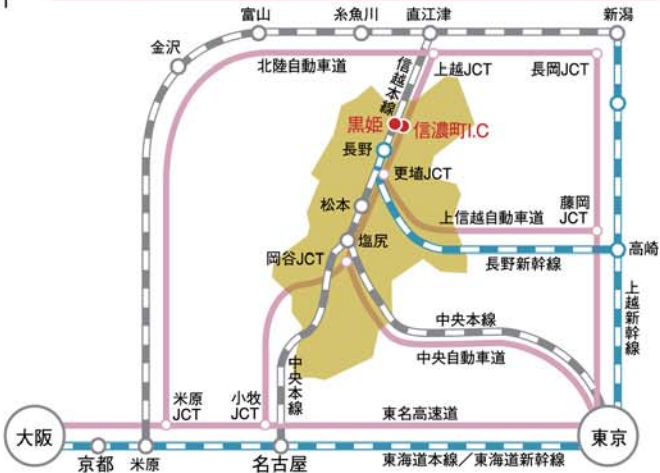 富山
糸魚川
直江津
新潟
金沢
北陸自動車道
信越本線
上越JCT
長岡JCT
黒姫
信濃町I.C
長野
更埴JCT
松本
上信越自動車道
藤岡
JCT
塩尻
岡谷JCT
長野新幹線
高崎
上越新幹線
中央本線
中央自動車道
中央本線
米原
JCT
小牧
JCT
東名高速道
大阪
東京
京都
米原
名古屋
東海道本線／東海道新幹線